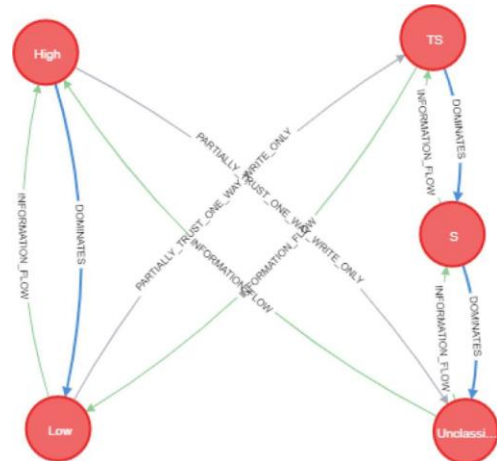 High
TS
PARTIALLY_TRUST_ONE_WAY_WRITE_ONLY
PARTIALLY_TRUST_ONE_WAY_WRITE_ONLY
INFORMATION_FLOW
DOMINATES
INFORMATION_FLOW
DOMINATES
S
INFORMATION_FLOW
INFORMATION_FLOW
INFORMATION_FLOW
DOMINATES
Low
Unclassi...